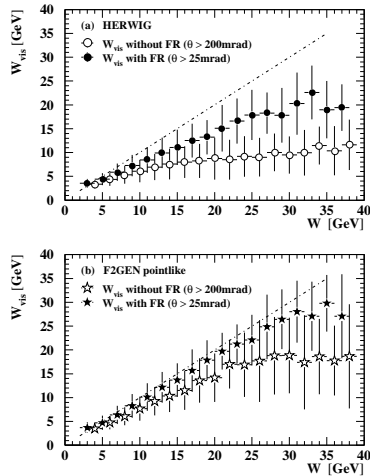 W_vis [GeV]
40
35
30
25
20
15
10
5
0
(a) HERWIG
W_vis without FR (θ > 200mrad)
W_vis with FR (θ > 25mrad)
0 5 10 15 20 25 30 35 40
W [GeV]
W_vis [GeV]
40
35
30
25
20
15
10
5
0
(b) F2GEN pointlike
W_vis without FR (θ > 200mrad)
W_vis with FR (θ > 25mrad)
0 5 10 15 20 25 30 35 40
W [GeV]